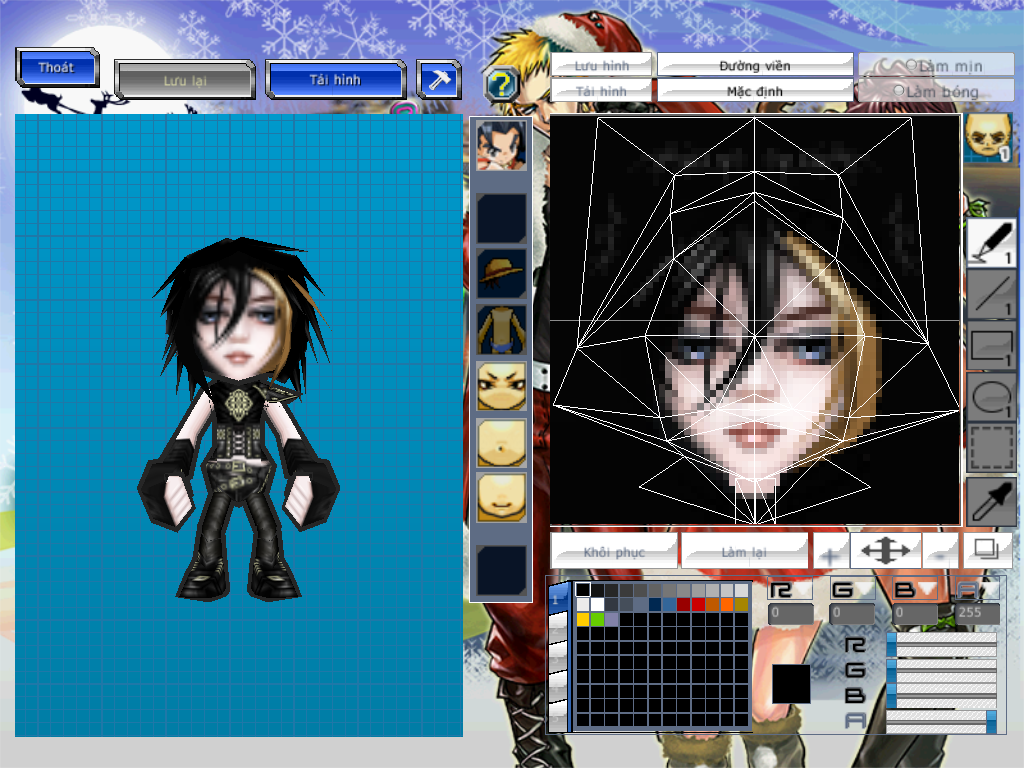 Thoát
Lưu lại
Tải hình
?
Lưu hình
Đường viền
Làm mịn
Tải hình
Mặc định
Làm bóng
1
1
1
1
1
Khôi phục
Làm lại
+
-
1
R
G
B
A
0
0
0
255
R
G
B
A